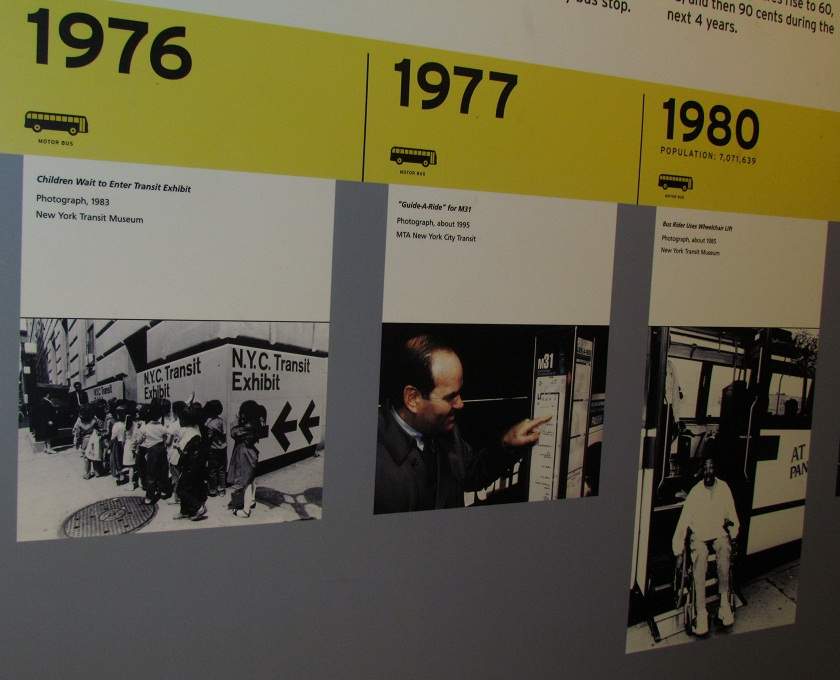 bus stop.
rise to 60,
and then 90 cents during the
next 4 years.
1976
MOTOR BUS
Children Wait to Enter Transit Exhibit
Photograph, 1983
New York Transit Museum
N.Y.C. Transit
N.Y.C. Transit
Exhibit
N.Y.C. Transit
Exhibit
1977
MOTOR BUS
"Guide-A-Ride" for M31
Photograph, about 1995
MTA New York City Transit
M31
1980
POPULATION: 7,071,639
MOTOR BUS
Bus Rider Uses Wheelchair Lift
Photograph, about 1985
New York Transit Museum
AT
PAN